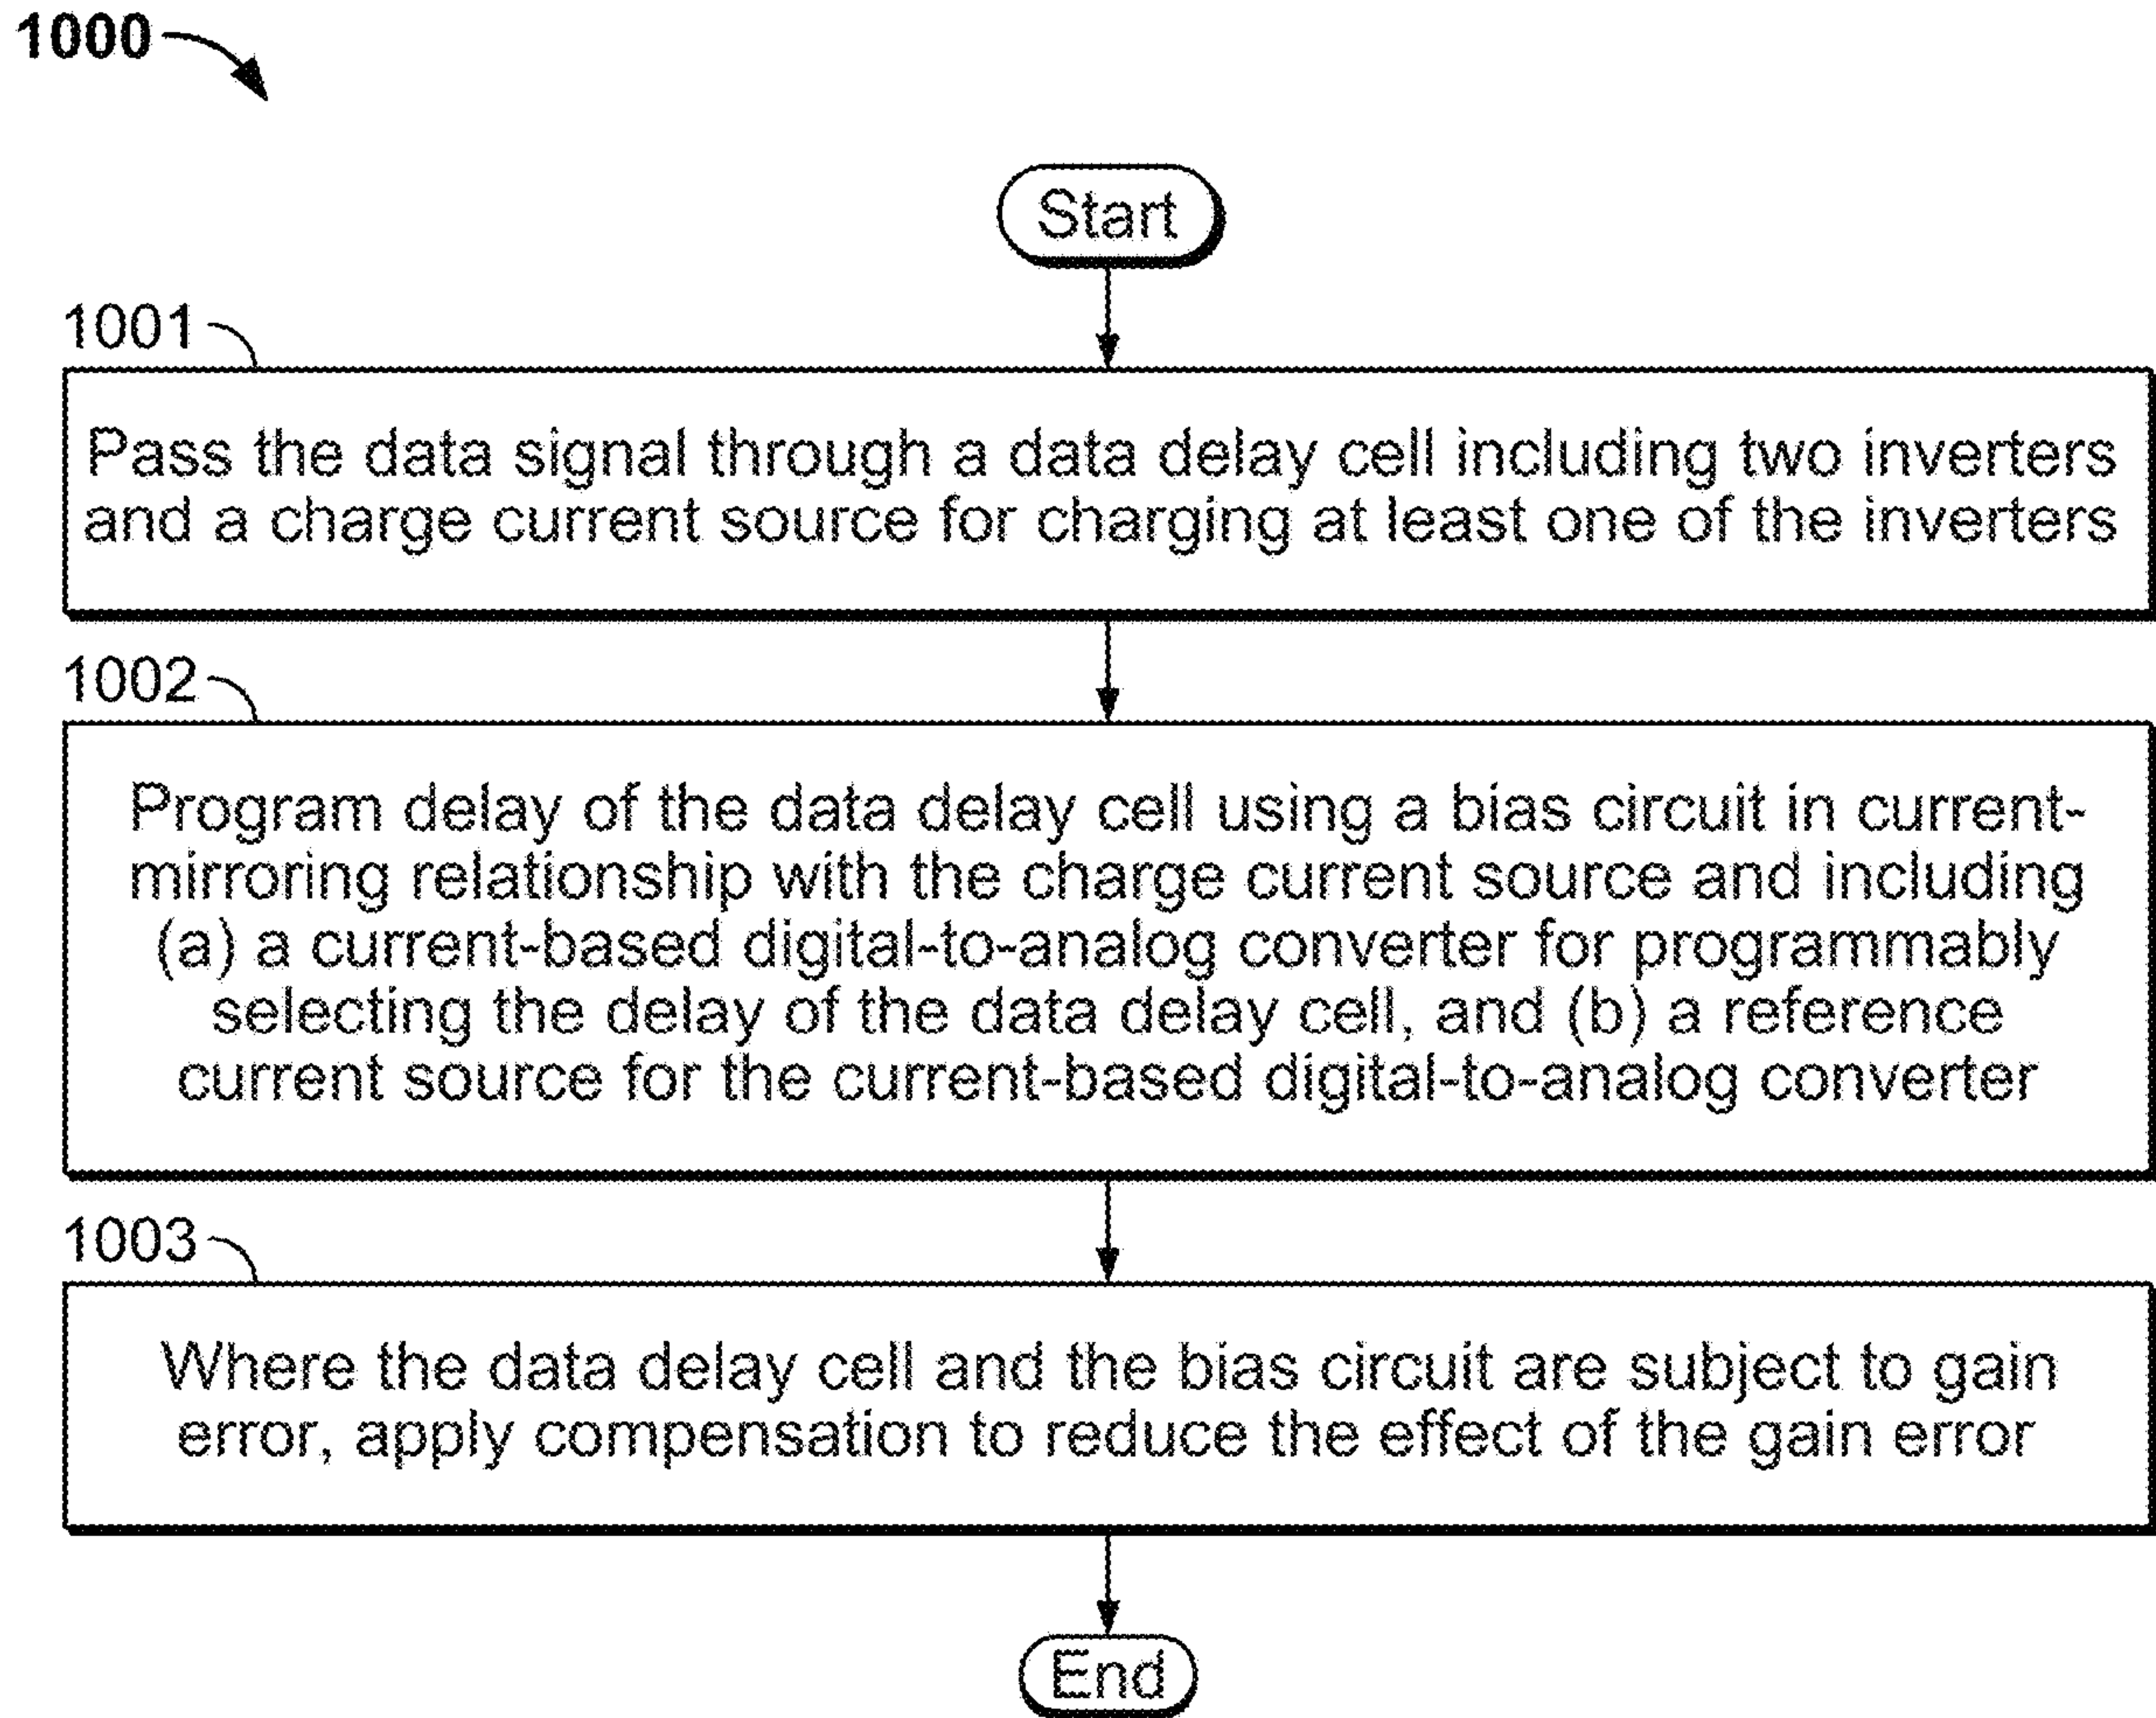 1000
Start
1001
Pass the data signal through a data delay cell including two inverters
and a charge current source for charging at least one of the inverters
1002
Program delay of the data delay cell using a bias circuit in current-
mirroring relationship with the charge current source and including
(a) a current-based digital-to-analog converter for programmably
selecting the delay of the data delay cell, and (b) a reference
current source for the current-based digital-to-analog converter
1003
Where the data delay cell and the bias circuit are subject to gain
error, apply compensation to reduce the effect of the gain error
End